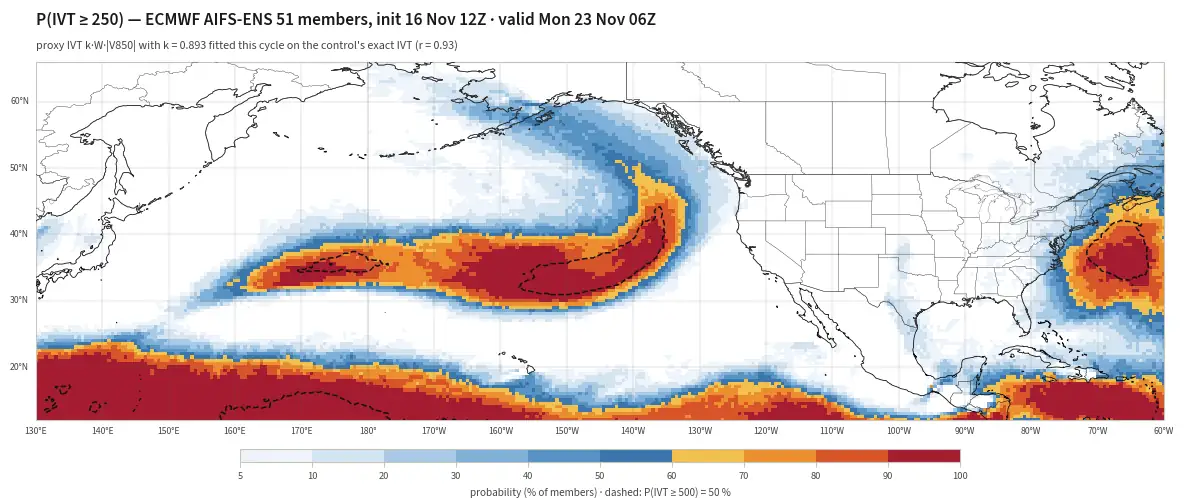 P(IVT ≥ 250) — ECMWF AIFS-ENS 51 members, init 16 Nov 12Z · valid Mon 23 Nov 06Z
proxy IVT k·W·|V850| with k = 0.893 fitted this cycle on the control's exact IVT (r = 0.93)
60°N
50°N
40°N
30°N
20°N
130°E 140°E 150°E 160°E 170°E 180° 170°W 160°W 150°W 140°W 130°W 120°W 110°W 100°W 90°W 80°W 70°W 60°W
5 10 20 30 40 50 60 70 80 90 100
probability (% of members) · dashed: P(IVT ≥ 500) = 50 %